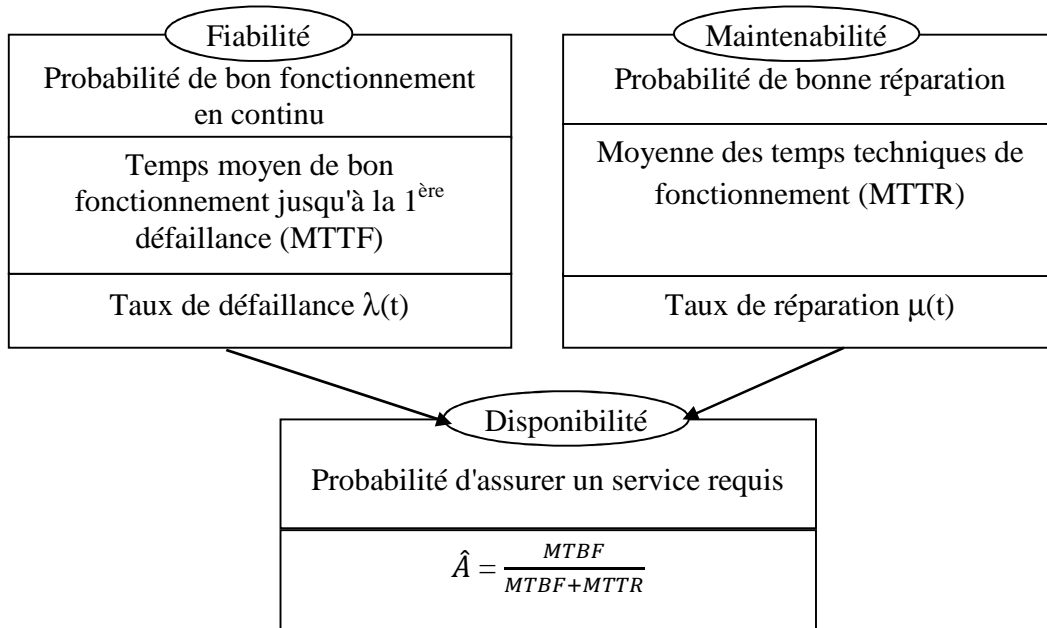 Fiabilité
Probabilité de bon fonctionnement
en continu
Temps moyen de bon
fonctionnement jusqu'à la 1ère
défaillance (MTTF)
Taux de défaillance λ(t)
Maintenabilité
Probabilité de bonne réparation
Moyenne des temps techniques de
fonctionnement (MTTR)
Taux de réparation μ(t)
Disponibilité
Probabilité d'assurer un service requis
Â = MTBF / MTBF+MTTR